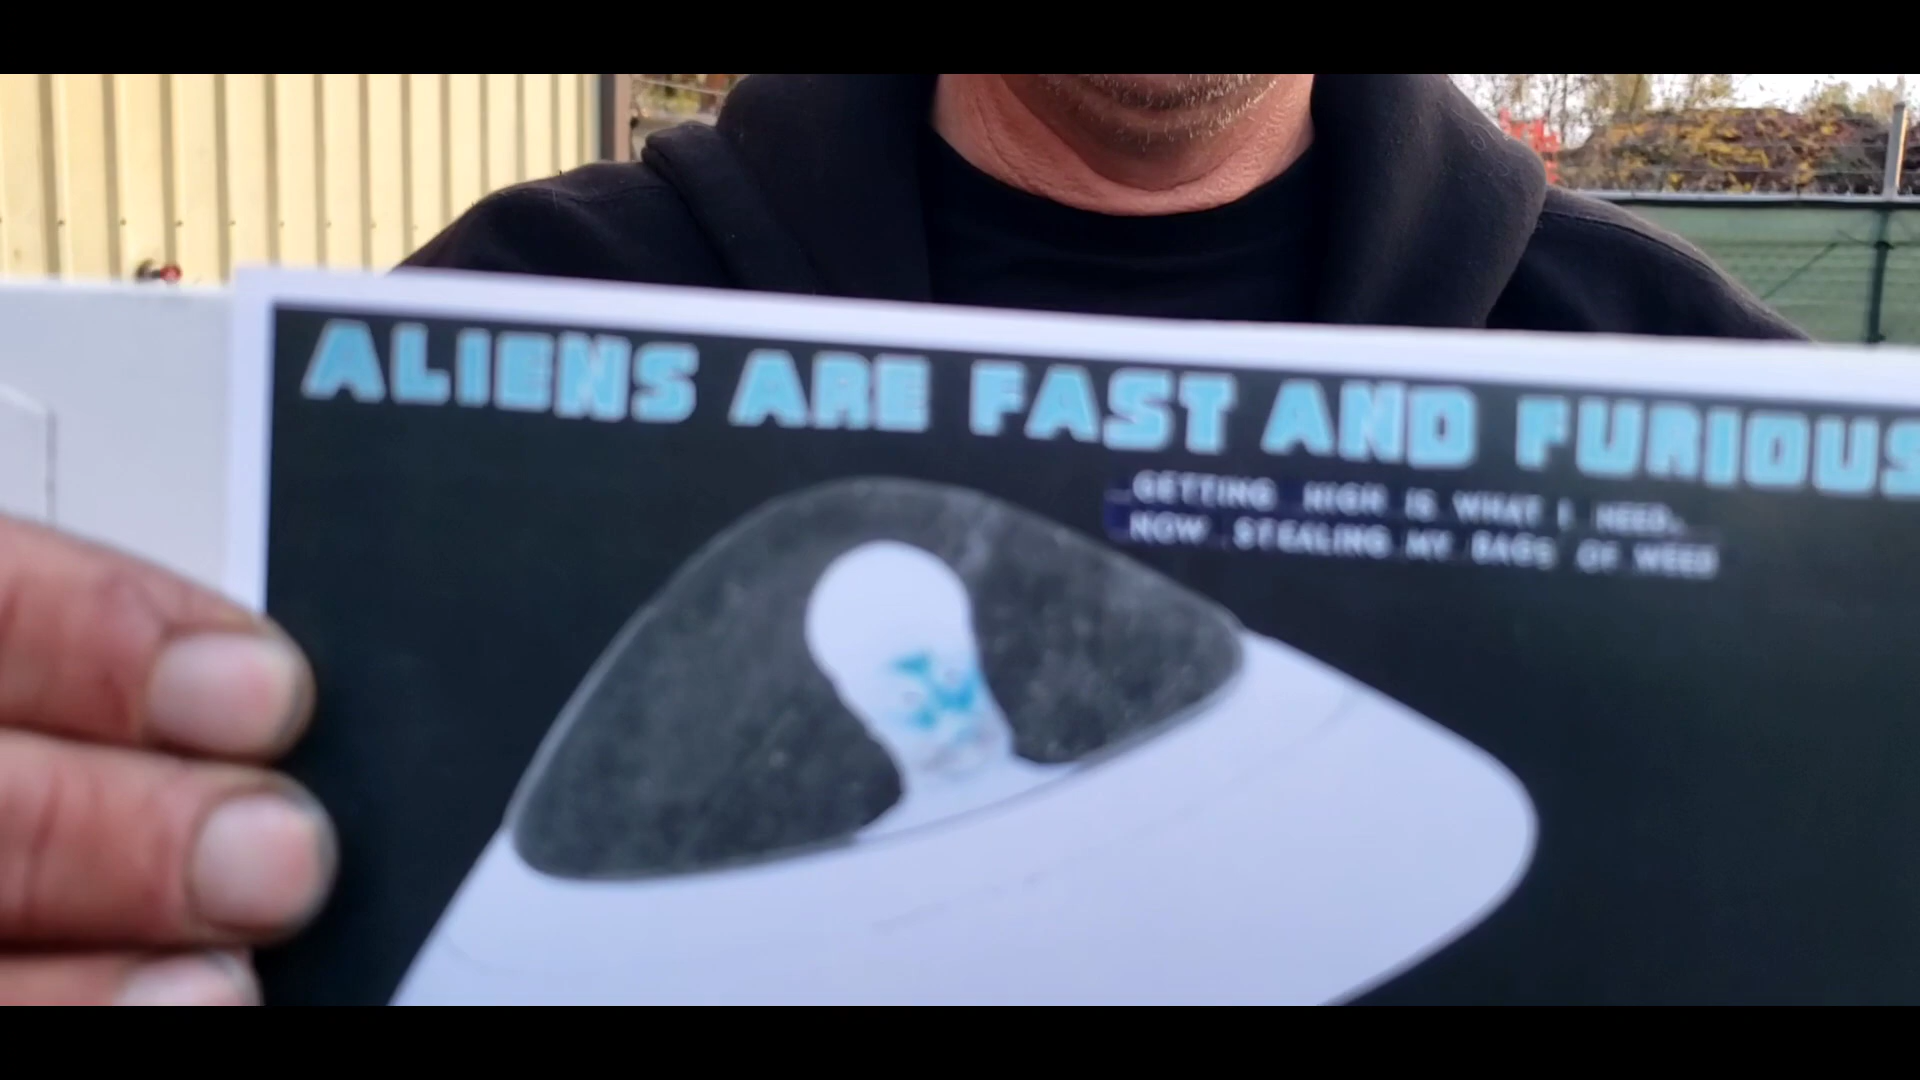 ALIENS ARE FAST AND FURIOUS
GETTING HIGH IS WHAT I NEED..
NOW STEALING MY BAGS OF WEED